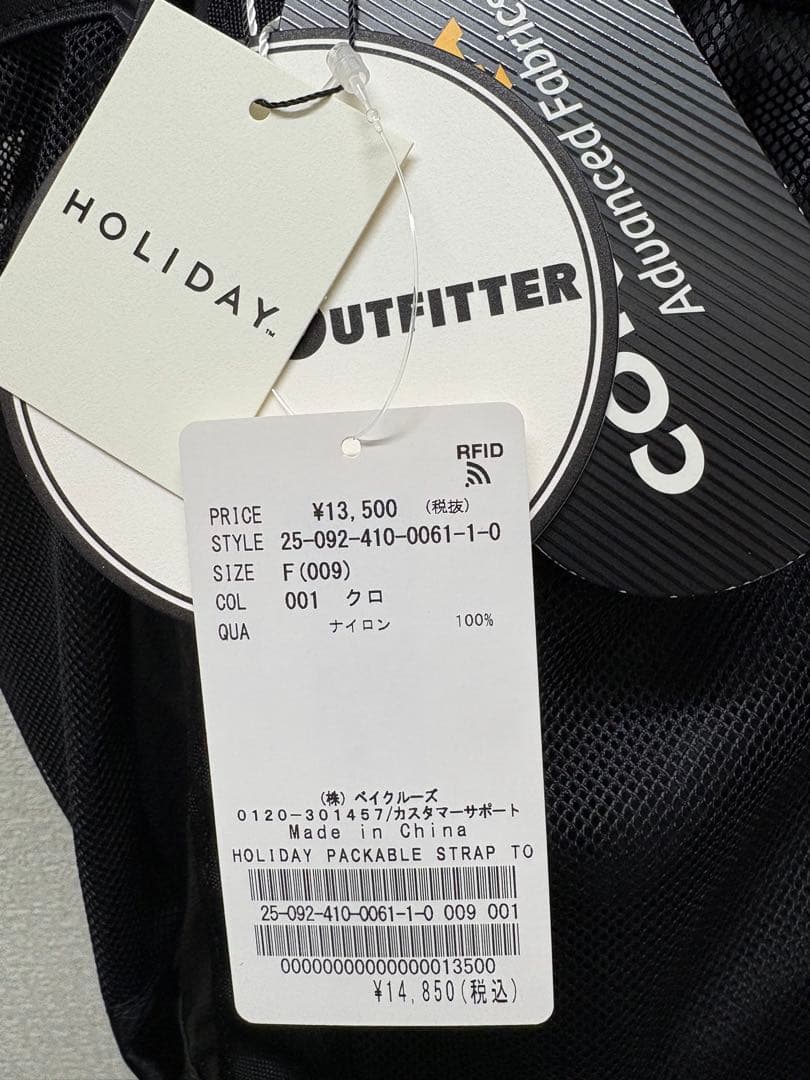 HOLIDAY™
OUTFITTER
Advanced Fabrics
RFID
PRICE ¥13,500 (税抜)
STYLE 25-092-410-0061-1-0
SIZE F(009)
COL 001 クロ
QUA ナイロン 100%
(株) ベイクルーズ
0120-301457/カスタマーサポート
Made in China
HOLIDAY PACKABLE STRAP TO
25-092-410-0061-1-0 009 001
00000000000000013500
¥14,850(税込)